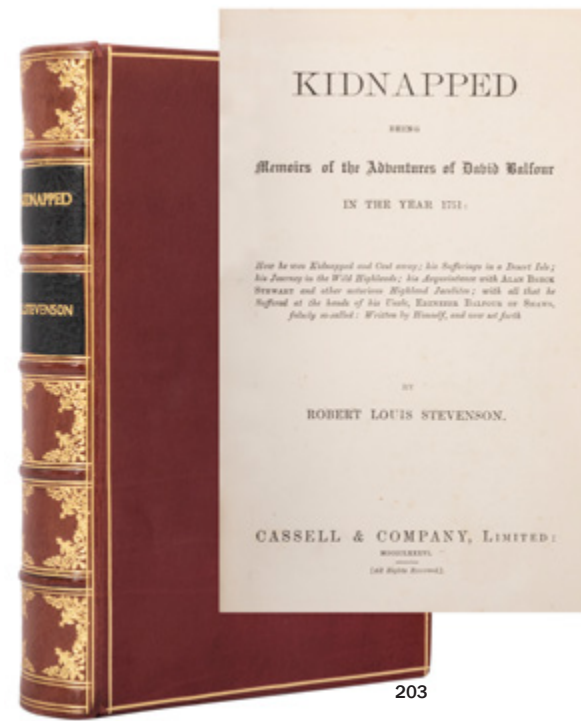 KIDNAPPED
STEVENSON
KIDNAPPED
BEING
Memoirs of the Adventures of David Balfour
IN THE YEAR 1751:
How he was Kidnapped and Cast away; his Sufferings in a Desert Isle;
his Journey in the Wild Highlands; his Acquaintance with ALAN BRECK
STEWART and other notorious Highland Jacobites; with all that he
Suffered at the hands of his Uncle, EBENEZER BALFOUR OF SHAWS,
falsely so-called: Written by Himself, and now set forth
BY
ROBERT LOUIS STEVENSON.
CASSELL & COMPANY, LIMITED:
MDCCCLXXXVI.
[All Rights Reserved.]
203